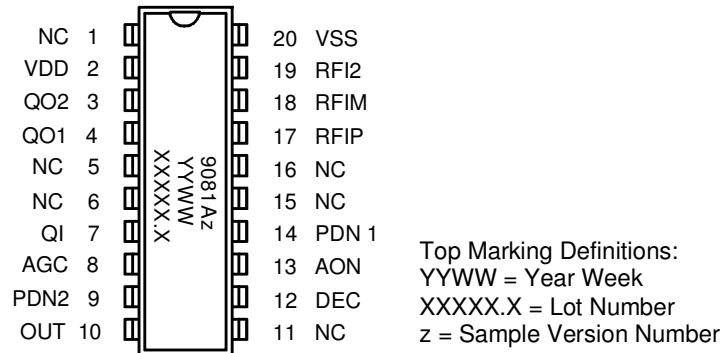 NC 1
VDD 2
QO2 3
QO1 4
NC 5
NC 6
QI 7
AGC 8
PDN2 9
OUT 10
9081Az
YYWW
XXXXX.X
20 VSS
19 RFI2
18 RFIM
17 RFIP
16 NC
15 NC
14 PDN 1
13 AON
12 DEC
11 NC
Top Marking Definitions:
YYWW = Year Week
XXXXX.X = Lot Number
z = Sample Version Number